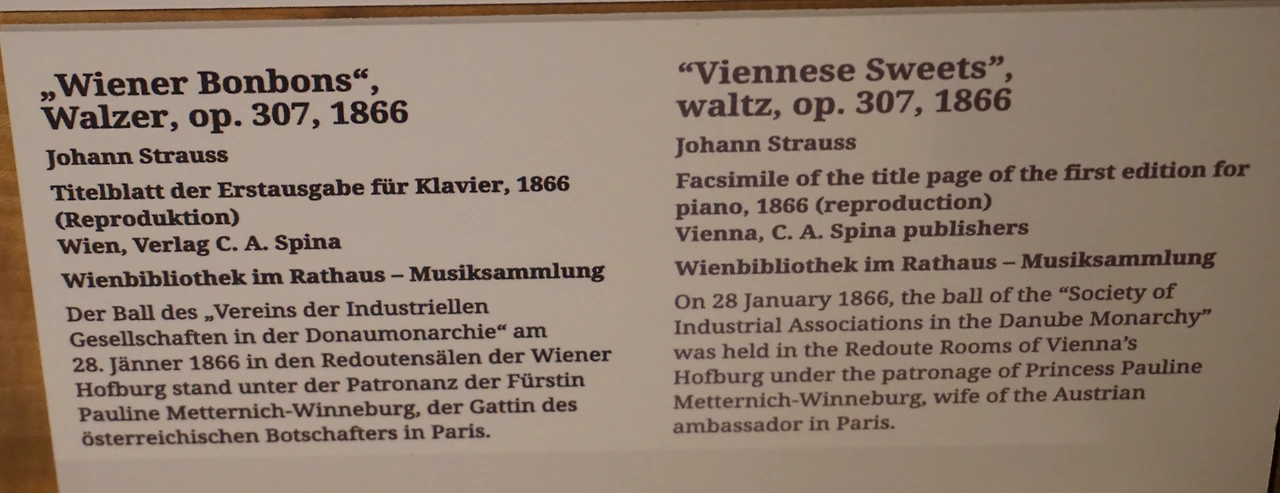 „Wiener Bonbons“,
Walzer, op. 307, 1866
Johann Strauss
Titelblatt der Erstausgabe für Klavier, 1866
(Reproduktion)
Wien, Verlag C. A. Spina
Wienbibliothek im Rathaus – Musiksammlung
Der Ball des „Vereins der Industriellen
Gesellschaften in der Donaumonarchie“ am
28. Jänner 1866 in den Redoutensälen der Wiener
Hofburg stand unter der Patronanz der Fürstin
Pauline Metternich-Winneburg, der Gattin des
österreichischen Botschafters in Paris.
“Viennese Sweets”,
waltz, op. 307, 1866
Johann Strauss
Facsimile of the title page of the first edition for
piano, 1866 (reproduction)
Vienna, C. A. Spina publishers
Wienbibliothek im Rathaus – Musiksammlung
On 28 January 1866, the ball of the “Society of
Industrial Associations in the Danube Monarchy”
was held in the Redoute Rooms of Vienna’s
Hofburg under the patronage of Princess Pauline
Metternich-Winneburg, wife of the Austrian
ambassador in Paris.